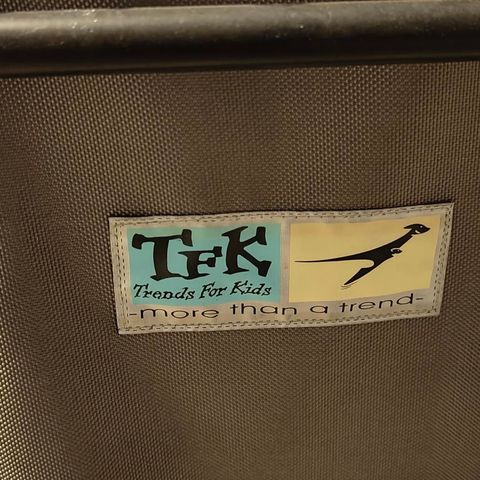 TFK
Trends For Kids
-more than a trend-